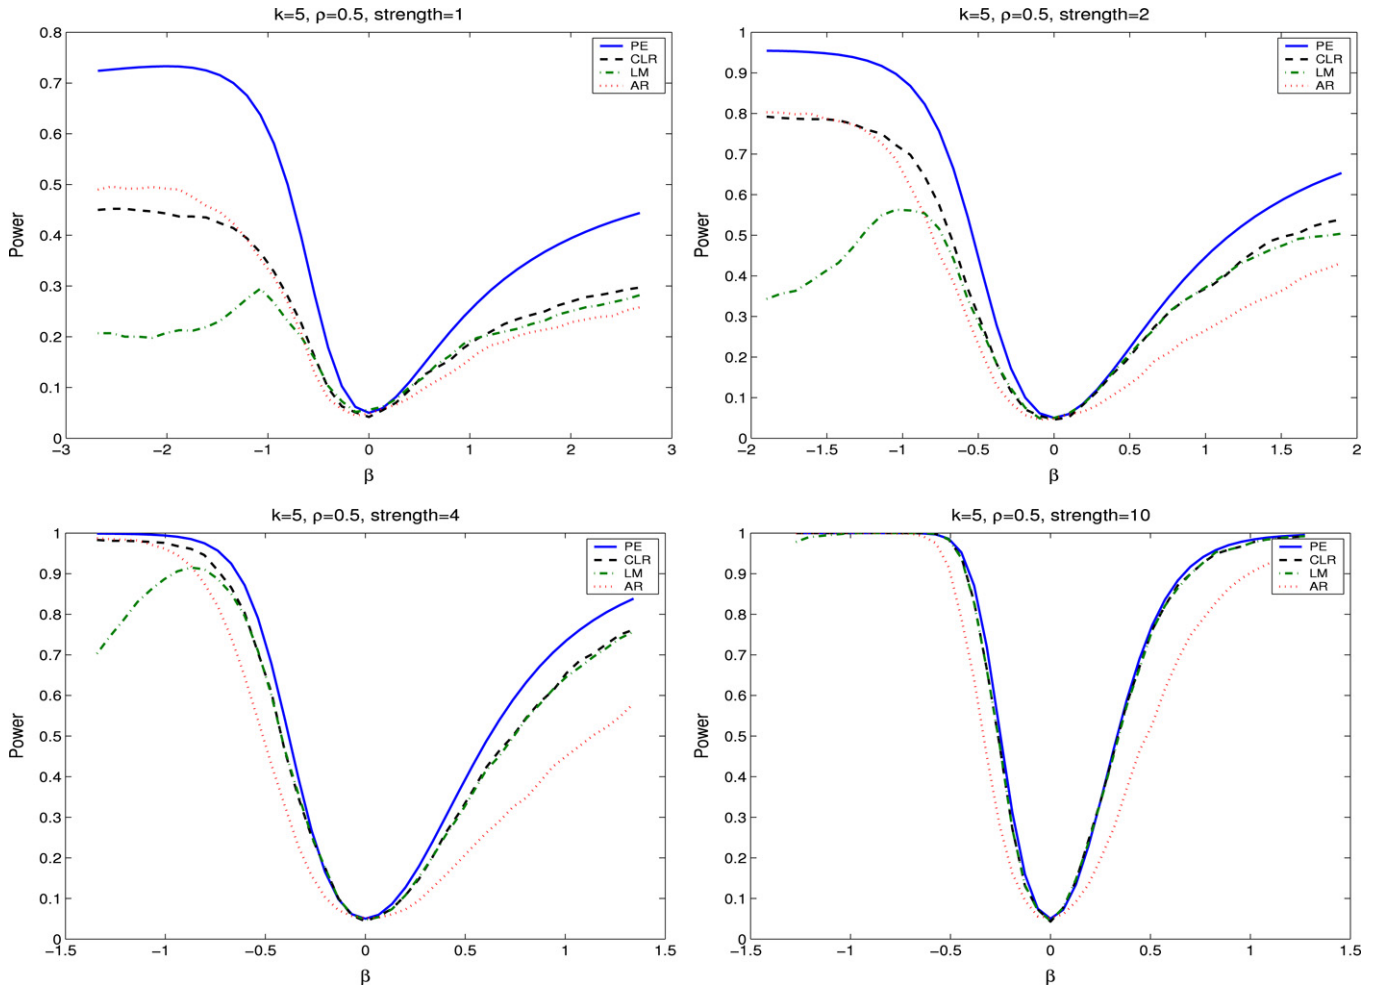 k=5, ρ=0.5, strength=1
0.8
0.7
0.6
0.5
0.4
0.3
0.2
0.1
0
Power
−3
−2
−1
0
1
2
3
β
PE
CLR
LM
AR
k=5, ρ=0.5, strength=2
1
0.9
0.8
0.7
0.6
0.5
0.4
0.3
0.2
0.1
0
Power
−2
−1.5
−1
−0.5
0
0.5
1
1.5
2
β
PE
CLR
LM
AR
k=5, ρ=0.5, strength=4
1
0.9
0.8
0.7
0.6
0.5
0.4
0.3
0.2
0.1
0
Power
−1.5
−1
−0.5
0
0.5
1
1.5
β
PE
CLR
LM
AR
k=5, ρ=0.5, strength=10
1
0.9
0.8
0.7
0.6
0.5
0.4
0.3
0.2
0.1
0
Power
−1.5
−1
−0.5
0
0.5
1
1.5
β
PE
CLR
LM
AR